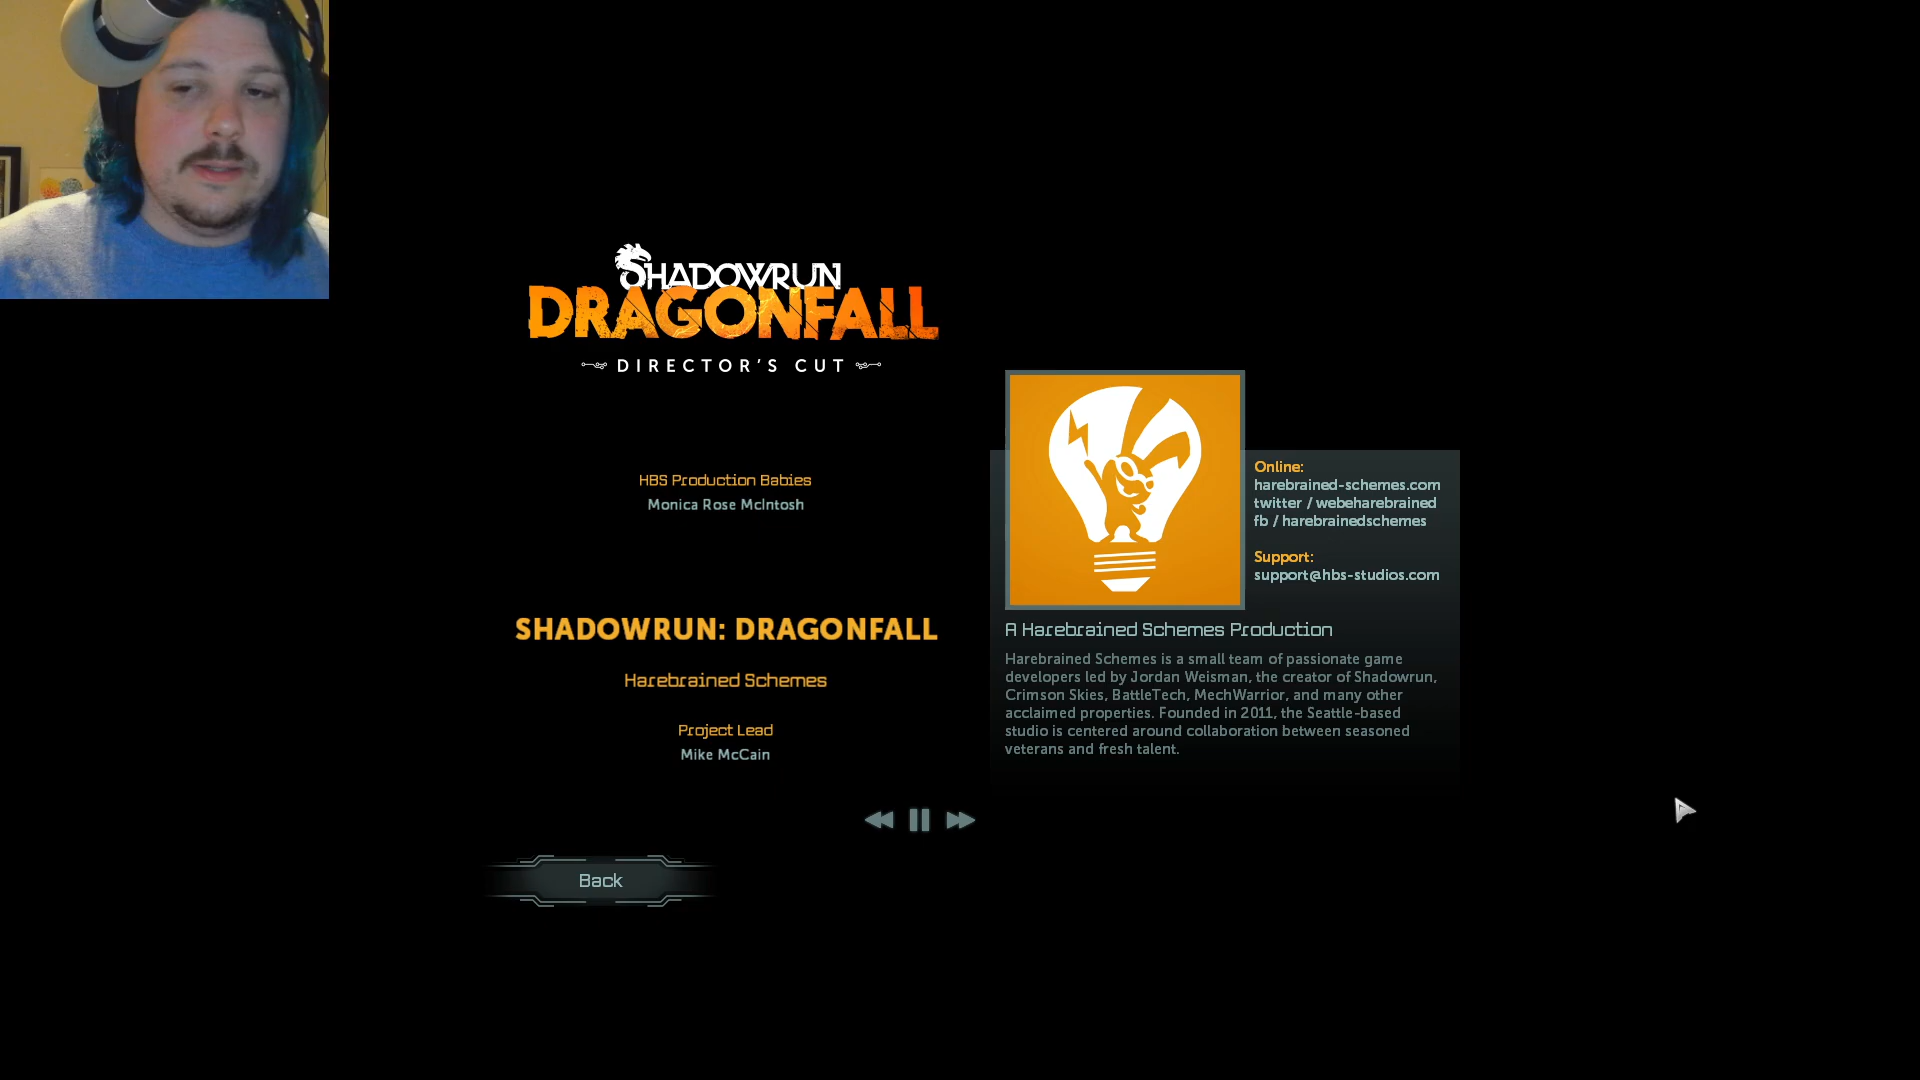 SHADOWRUN
DRAGONFALL
DIRECTOR'S CUT
HBS Production Babies
Monica Rose McIntosh
SHADOWRUN: DRAGONFALL
Harebrained Schemes
Project Lead
Mike McCain
Online:
harebrained-schemes.com
twitter / webeharebrained
fb / harebrainedschemes
Support:
support@hbs-studios.com
A Harebrained Schemes Production
Harebrained Schemes is a small team of passionate game
developers led by Jordan Weisman, the creator of Shadowrun,
Crimson Skies, BattleTech, MechWarrior, and many other
acclaimed properties. Founded in 2011, the Seattle-based
studio is centered around collaboration between seasoned
veterans and fresh talent.
Back